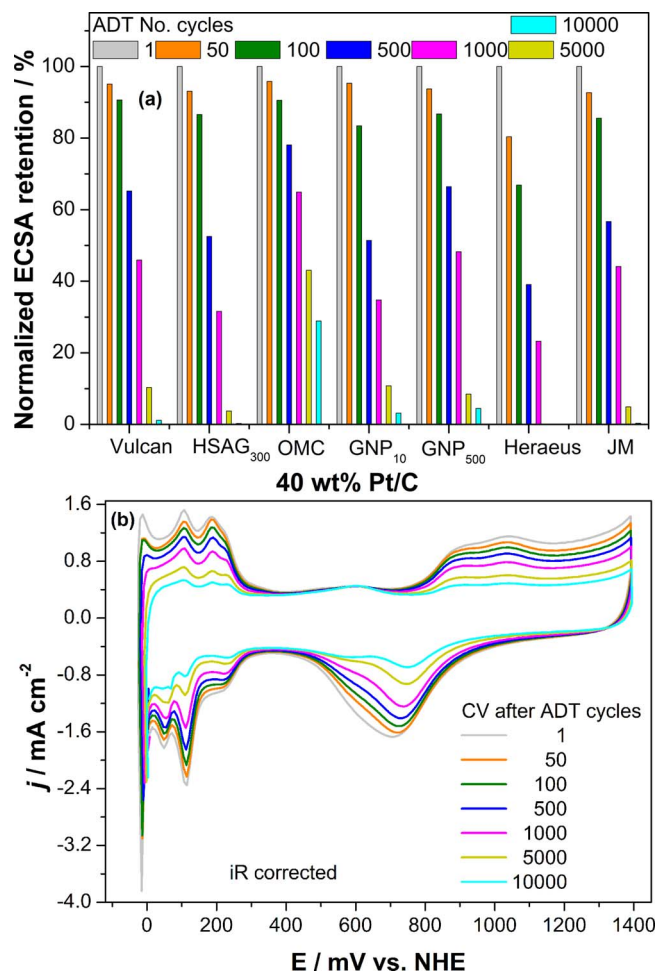 ADT No. cycles 10000
1 50 100 500 1000 5000
Normalized ECSA retention / %
100
80
60
40
20
0
(a)
Vulcan HSAG300 OMC GNP10 GNP500 Heraeus JM
40 wt% Pt/C
(b)
j / mA cm-2
1.6
0.8
0.0
-0.8
-1.6
-2.4
-3.2
-4.0
CV after ADT cycles
1
50
100
500
1000
5000
10000
iR corrected
0 200 400 600 800 1000 1200 1400
E / mV vs. NHE